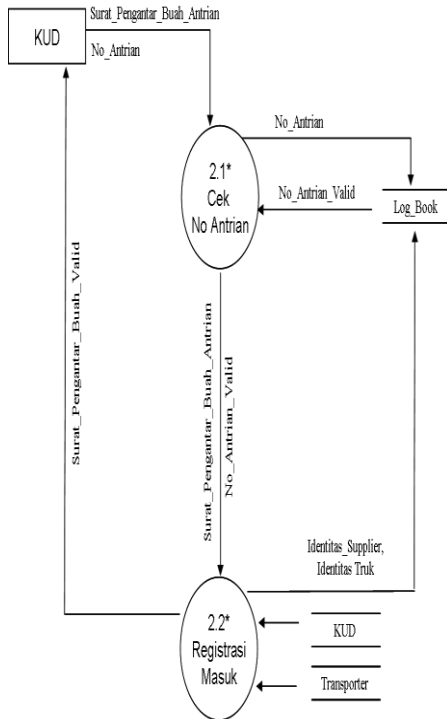 Surat_Pengantar_Buah_Antrian
KUD
No_Antrian
No_Antrian
2.1*
Cek
No Antrian
No_Antrian_Valid
Log_Book
Surat_Pengantar_Buah_Valid
Surat_Pengantar_Buah_Antrian
No_Antrian_Valid
Identitas_Supplier,
Identitas Truk
2.2*
Registrasi
Masuk
KUD
Transporter